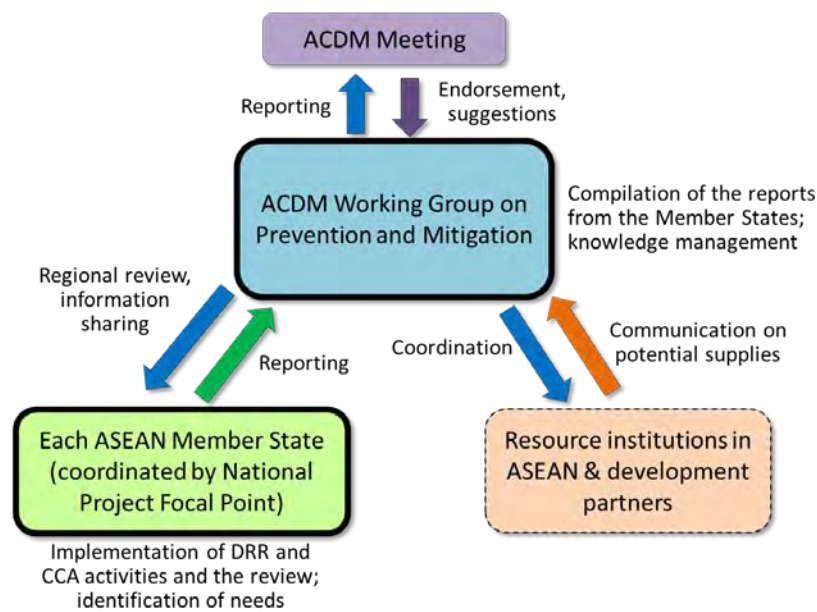 ACDM Meeting
Reporting
Endorsement,
suggestions
ACDM Working Group on
Prevention and Mitigation
Compilation of the reports
from the Member States;
knowledge management
Regional review,
information
sharing
Reporting
Coordination
Communication on
potential supplies
Each ASEAN Member State
(coordinated by National
Project Focal Point)
Resource institutions in
ASEAN & development
partners
Implementation of DRR and
CCA activities and the review;
identification of needs